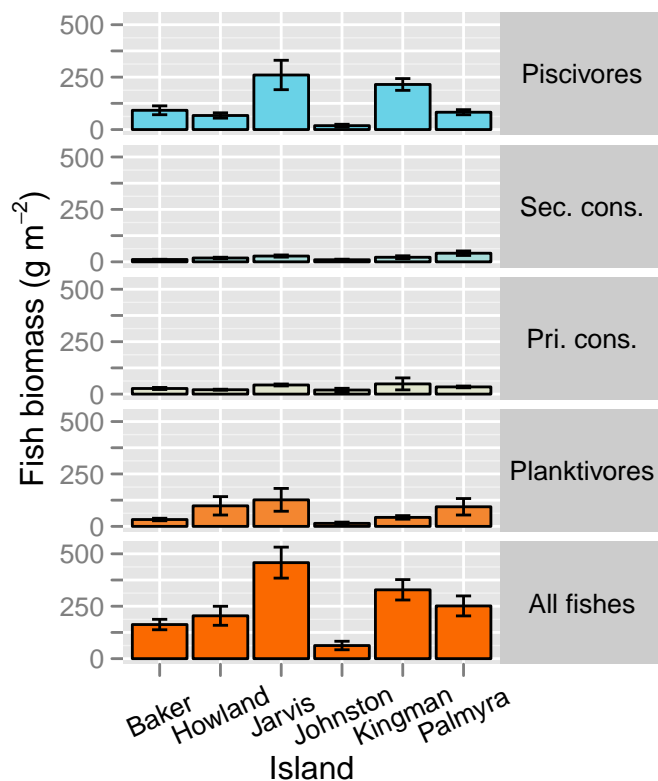 Fish biomass (g m−2)
500
250
0
Piscivores
500
250
0
Sec. cons.
500
250
0
Pri. cons.
500
250
0
Planktivores
500
250
0
All fishes
Baker
Howland
Jarvis
Johnston
Kingman
Palmyra
Island